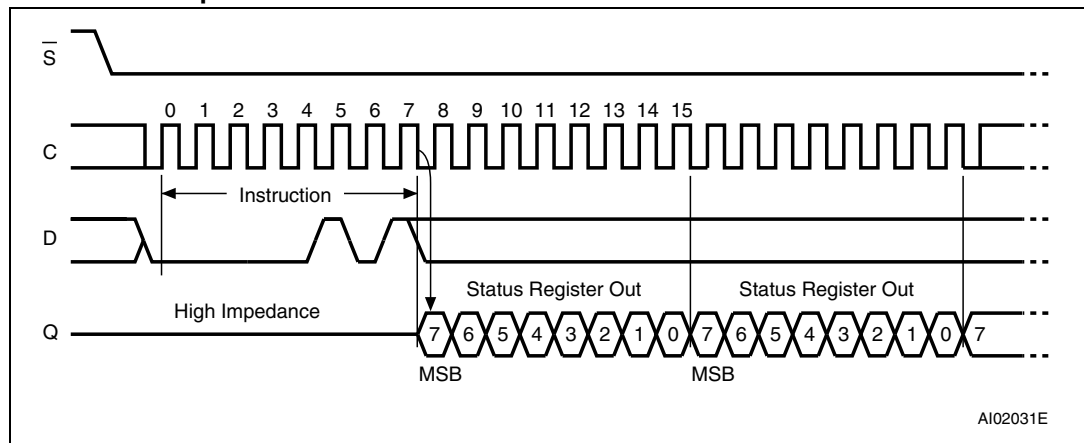 S
0 1 2 3 4 5 6 7 8 9 10 11 12 13 14 15
C
Instruction
D
Status Register Out Status Register Out
High Impedance
Q 7 6 5 4 3 2 1 0 7 6 5 4 3 2 1 0 7
MSB MSB
AI02031E